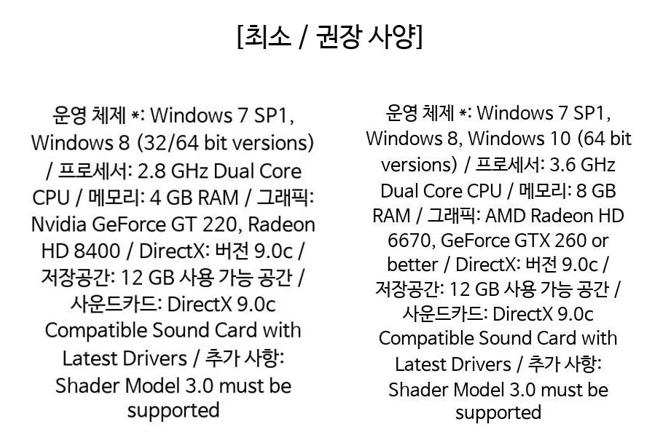 [최소 / 권장 사양]
운영 체제 *: Windows 7 SP1,
Windows 8 (32/64 bit versions)
/ 프로세서: 2.8 GHz Dual Core
CPU / 메모리: 4 GB RAM / 그래픽:
Nvidia GeForce GT 220, Radeon
HD 8400 / DirectX: 버전 9.0c /
저장공간: 12 GB 사용 가능 공간 /
사운드카드: DirectX 9.0c
Compatible Sound Card with
Latest Drivers / 추가 사항:
Shader Model 3.0 must be
supported
운영 체제 *: Windows 7 SP1,
Windows 8, Windows 10 (64 bit
versions) / 프로세서: 3.6 GHz
Dual Core CPU / 메모리: 8 GB
RAM / 그래픽: AMD Radeon HD
6670, GeForce GTX 260 or
better / DirectX: 버전 9.0c /
저장공간: 12 GB 사용 가능 공간 /
사운드카드: DirectX 9.0c
Compatible Sound Card with
Latest Drivers / 추가 사항:
Shader Model 3.0 must be
supported